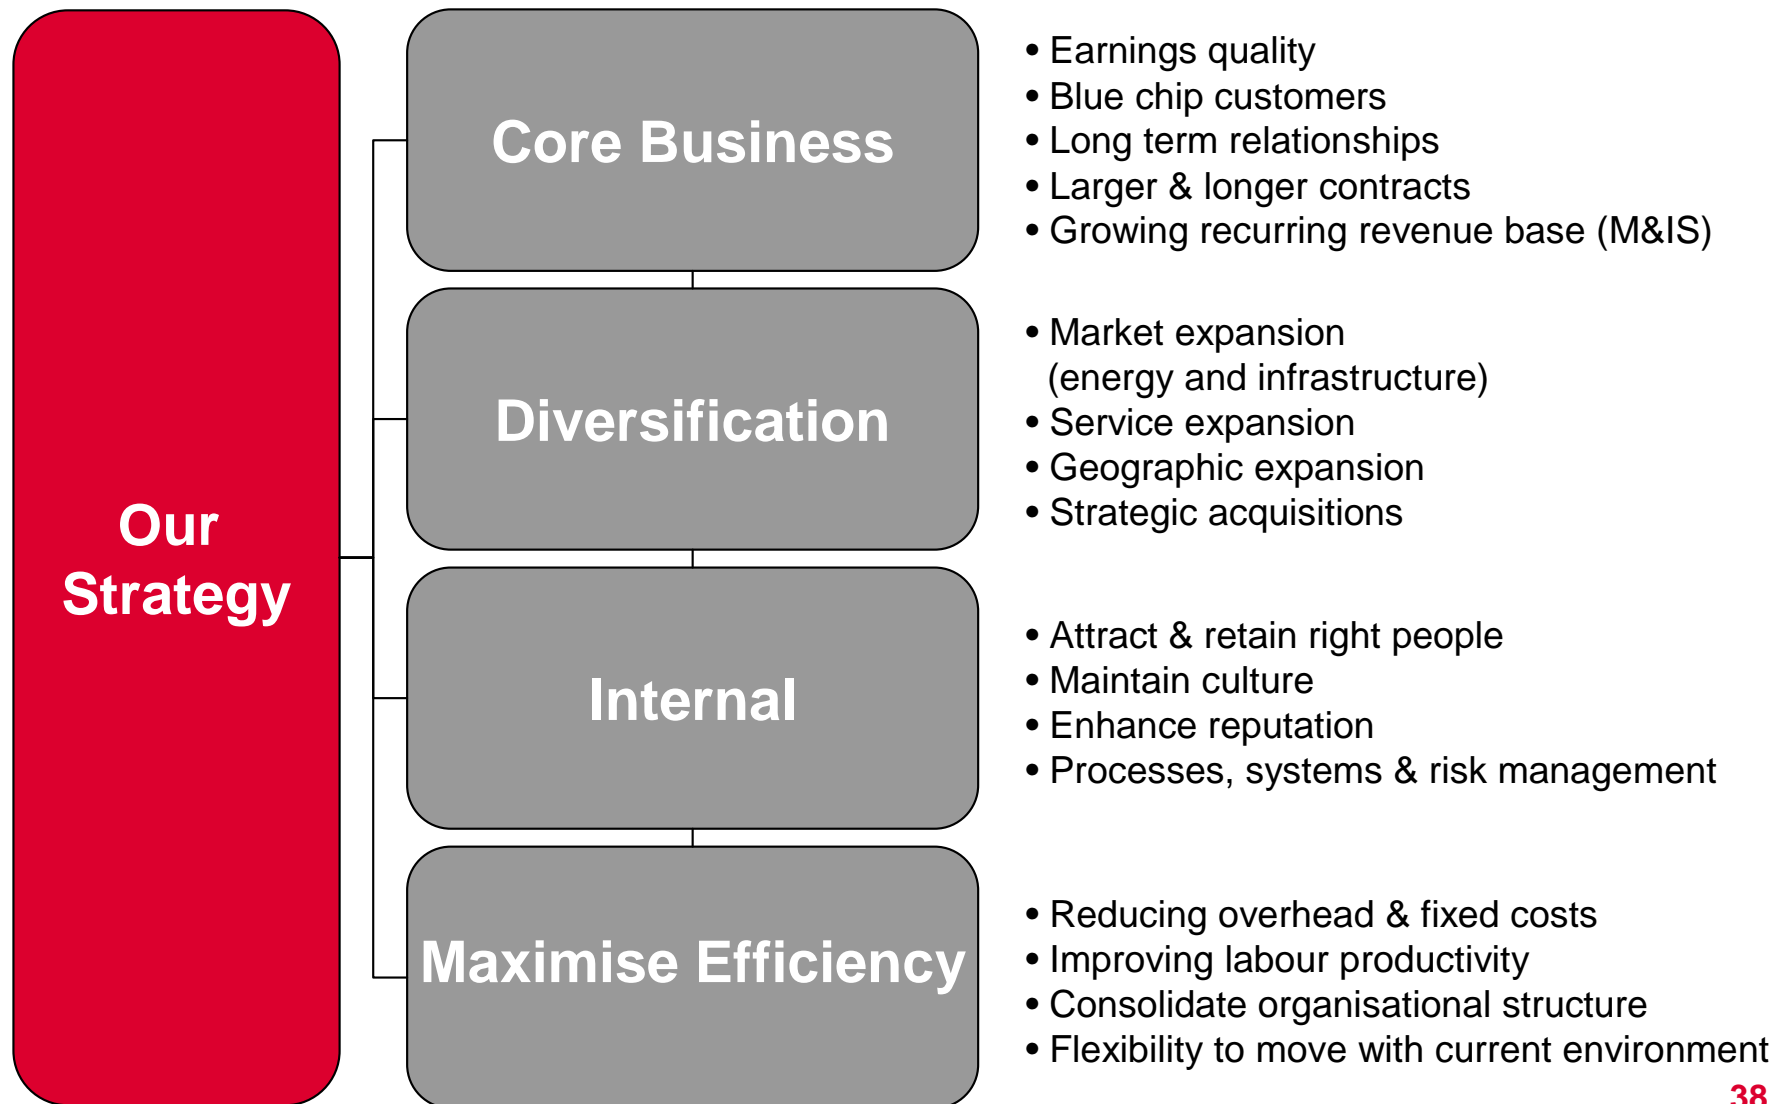 Our
Strategy
Core Business
• Earnings quality
• Blue chip customers
• Long term relationships
• Larger & longer contracts
• Growing recurring revenue base (M&IS)
Diversification
• Market expansion
(energy and infrastructure)
• Service expansion
• Geographic expansion
• Strategic acquisitions
Internal
• Attract & retain right people
• Maintain culture
• Enhance reputation
• Processes, systems & risk management
Maximise Efficiency
• Reducing overhead & fixed costs
• Improving labour productivity
• Consolidate organisational structure
• Flexibility to move with current environment
38